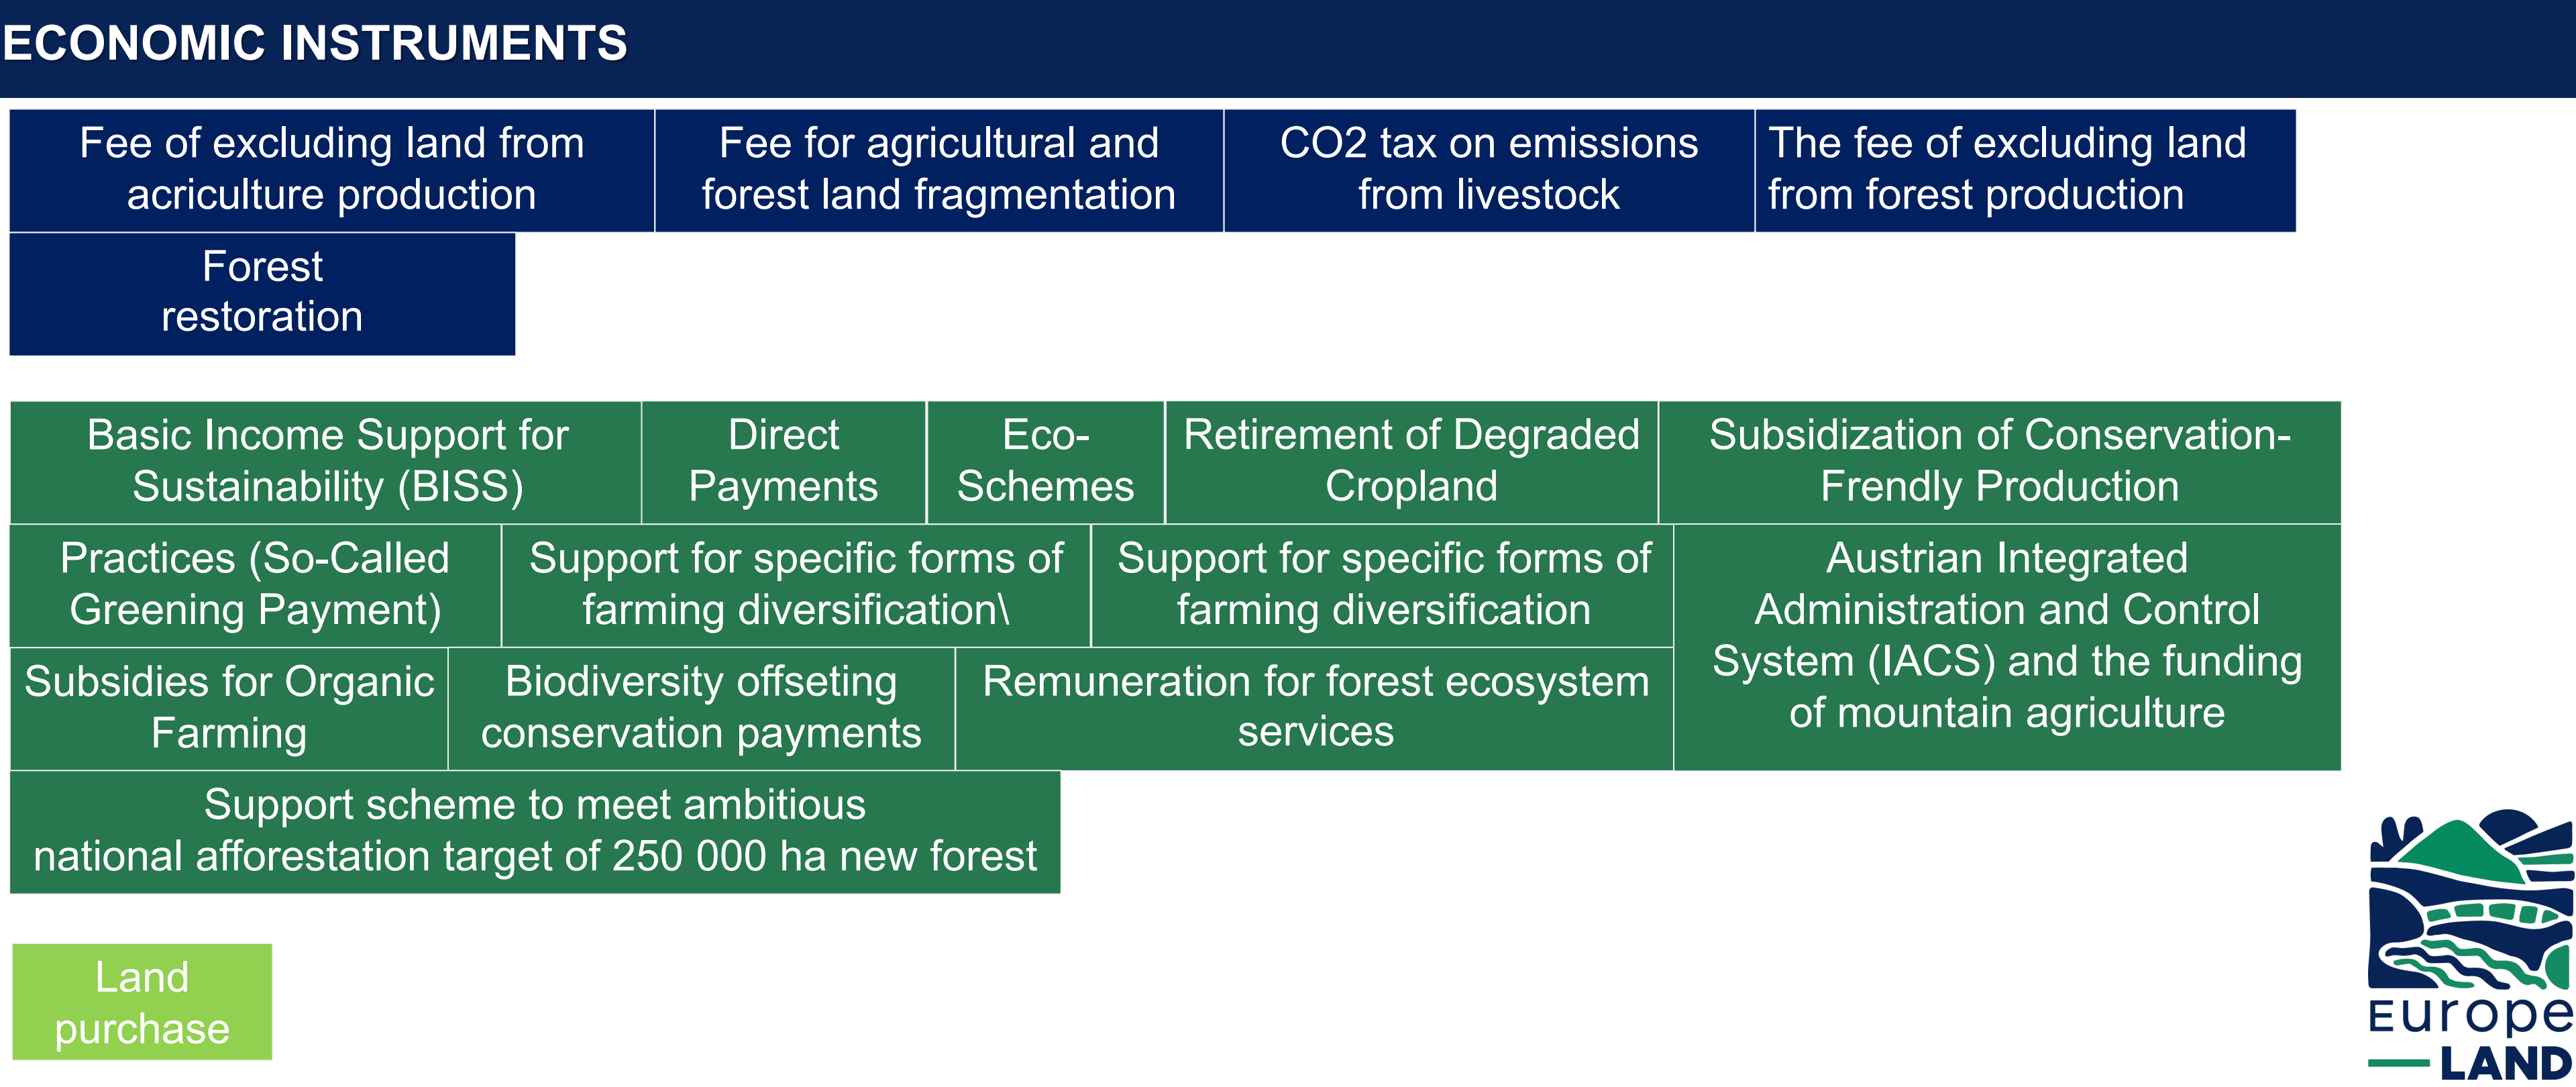 ECONOMIC INSTRUMENTS
Fee of excluding land from
acriculture production
Fee for agricultural and
forest land fragmentation
CO2 tax on emissions
from livestock
The fee of excluding land
from forest production
Forest
restoration
Basic Income Support for
Sustainability (BISS)
Direct
Payments
Eco-
Schemes
Retirement of Degraded
Cropland
Subsidization of Conservation-
Frendly Production
Practices (So-Called
Greening Payment)
Support for specific forms of
farming diversification\
Support for specific forms of
farming diversification
Austrian Integrated
Administration and Control
System (IACS) and the funding
of mountain agriculture
Subsidies for Organic
Farming
Biodiversity offseting
conservation payments
Remuneration for forest ecosystem
services
Support scheme to meet ambitious
national afforestation target of 250 000 ha new forest
Land
purchase
Europe
LAND